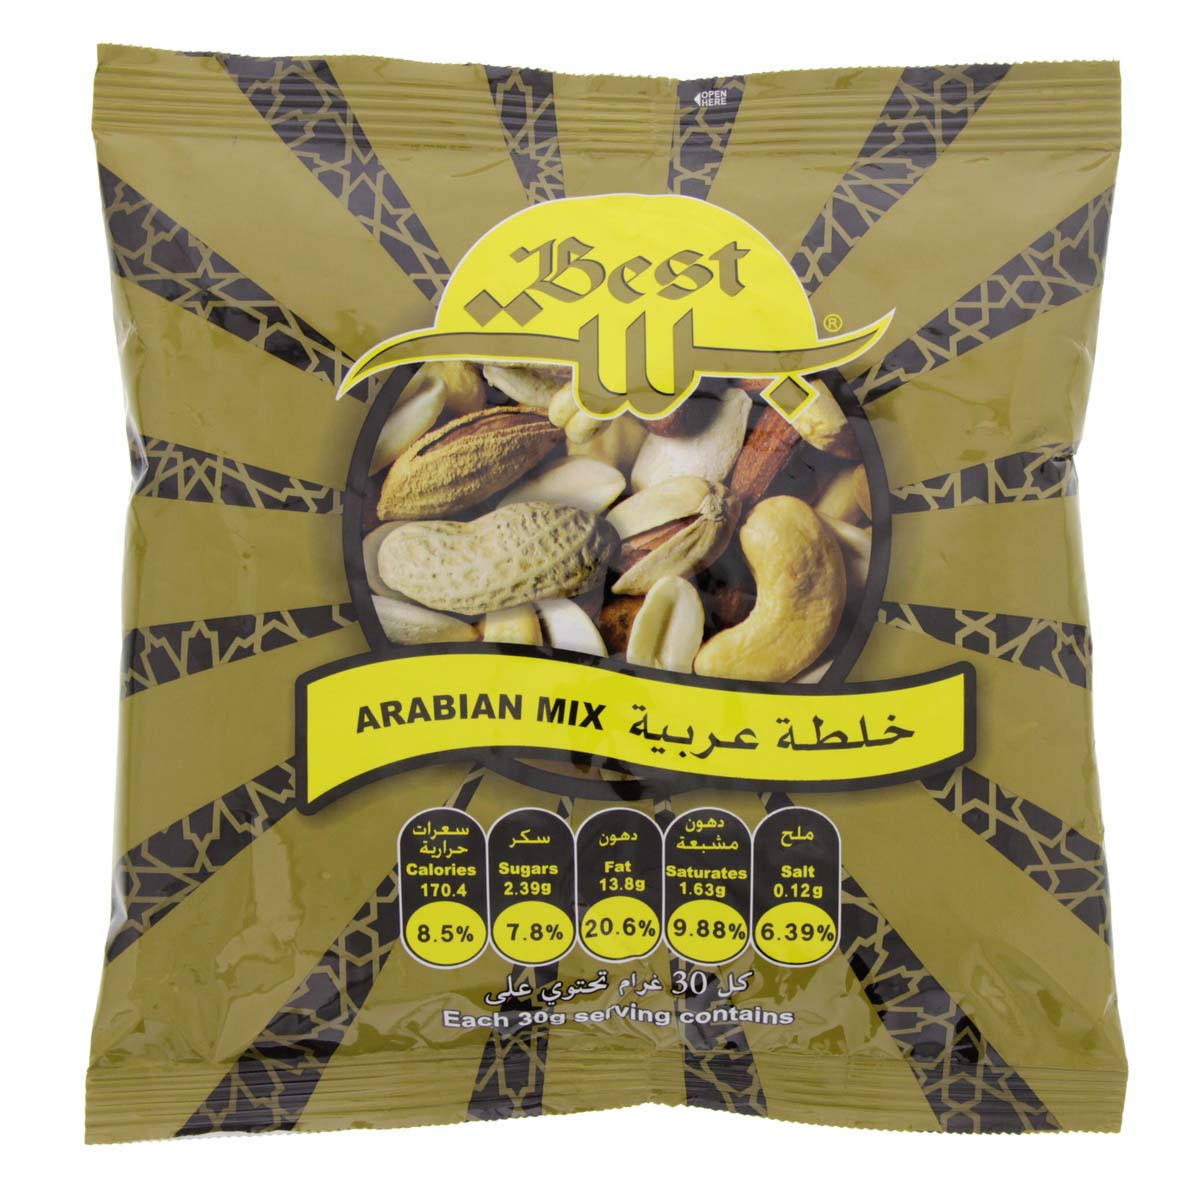 OPEN
HERE
Best
بست
®
ARABIAN MIX خلطة عربية
سعرات
حرارية
Calories
170.4
8.5%
سكر
Sugars
2.39g
7.8%
دهون
Fat
13.8g
20.6%
دهون
مشبعة
Saturates
1.63g
9.88%
ملح
Salt
0.12g
6.39%
كل 30 غرام تحتوي على
Each 30g serving contains